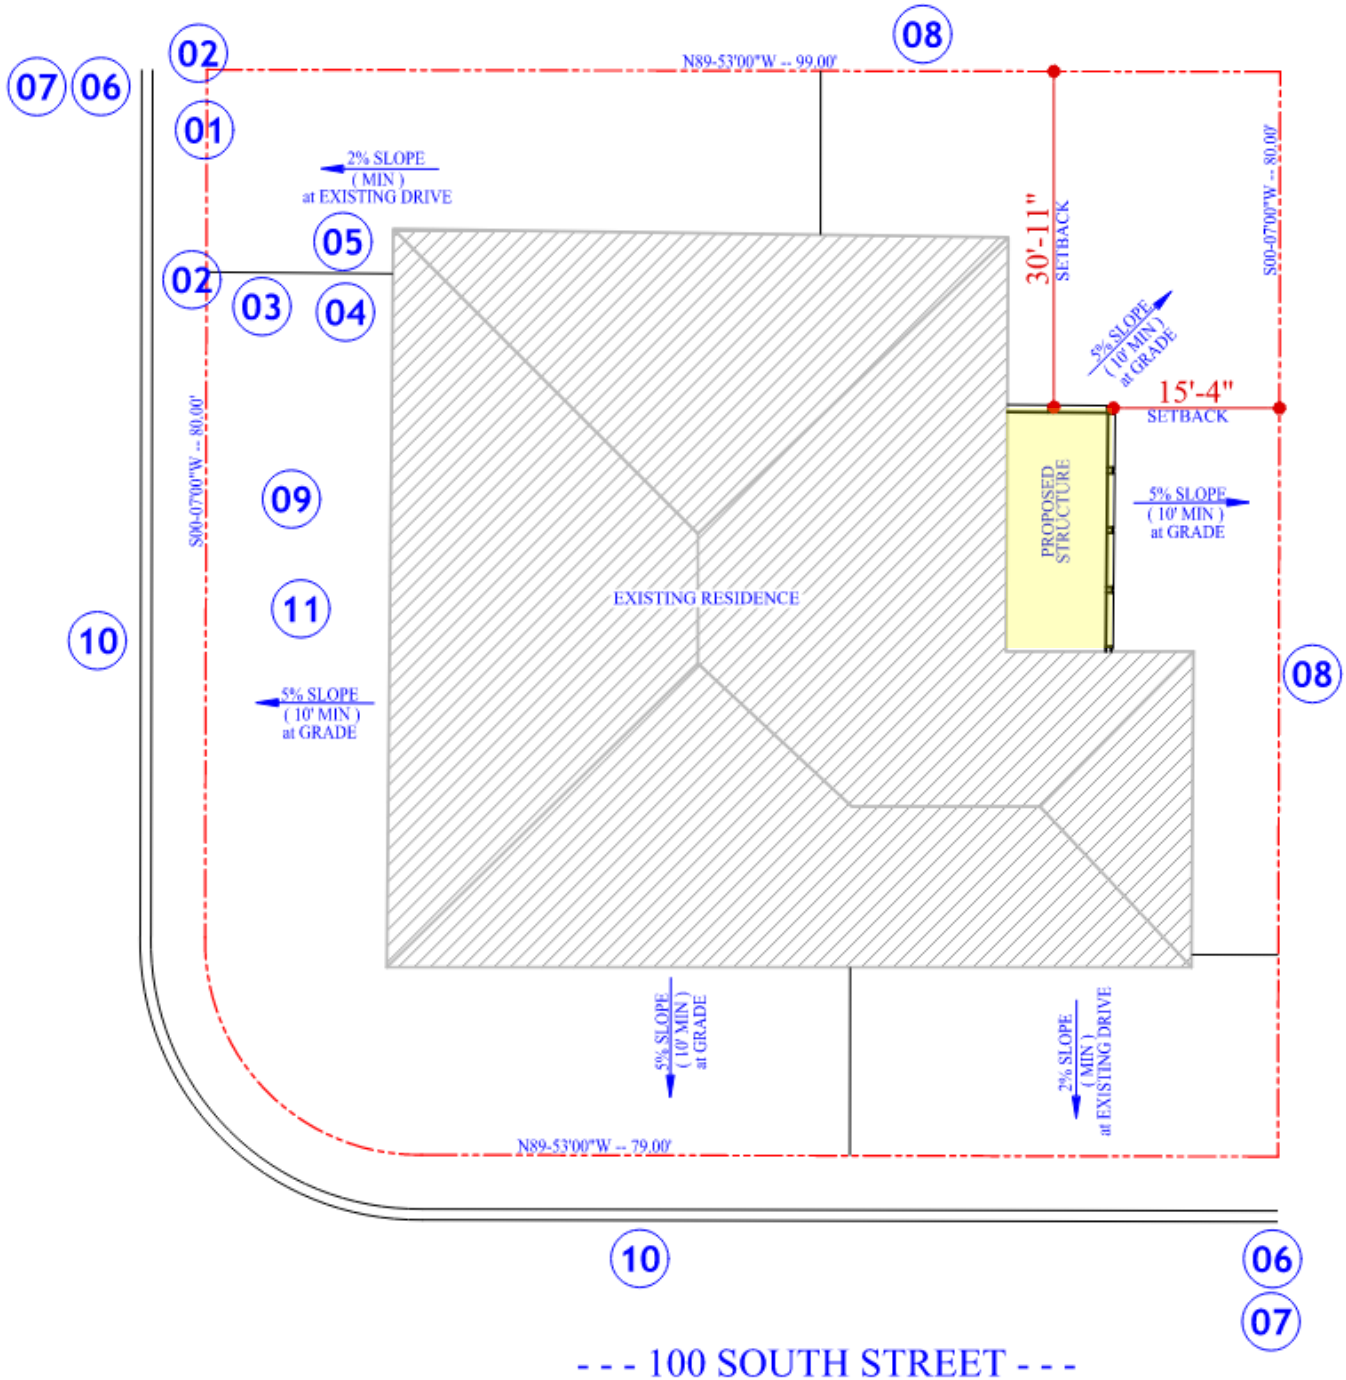 02
08
N89-53'00"W -- 99.00'
07
06
01
S00-07'00"W -- 80.00'
2% SLOPE
( MIN )
at EXISTING DRIVE
30'-11"
SETBACK
05
02
03
04
5% SLOPE
( 10' MIN )
at GRADE
15'-4"
SETBACK
S00-07'00"W -- 80.00'
09
PROPOSED
STRUCTURE
5% SLOPE
( 10' MIN )
at GRADE
EXISTING RESIDENCE
11
10
08
5% SLOPE
( 10' MIN )
at GRADE
5% SLOPE
( 10' MIN )
at GRADE
2% SLOPE
( MIN )
at EXISTING DRIVE
N89-53'00"W -- 79.00'
10
06
07
- - - 100 SOUTH STREET - - -